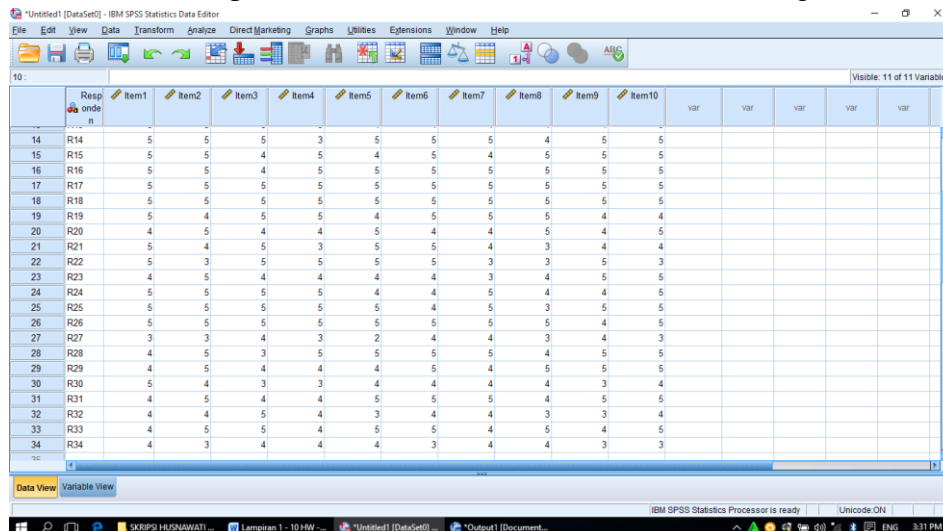 *Untitled1 [DataSet0] - IBM SPSS Statistics Data Editor
File Edit View Data Transform Analyze Direct Marketing Graphs Utilities Extensions Window Help
10 :
Visible: 11 of 11 Variable
Resp onde n Item1 Item2 Item3 Item4 Item5 Item6 Item7 Item8 Item9 Item10 var var var var var
14 R14 5 5 5 3 5 5 5 4 5 5
15 R15 5 5 4 5 4 5 4 5 5 5
16 R16 5 5 4 5 5 5 5 5 5 5
17 R17 5 5 5 5 5 5 5 5 5 5
18 R18 5 5 5 5 5 5 5 5 5 5
19 R19 5 4 5 5 4 5 5 5 4 4
20 R20 4 5 4 4 5 4 4 5 4 5
21 R21 5 4 5 3 5 5 4 3 4 4
22 R22 5 3 5 5 5 5 3 3 5 3
23 R23 4 5 4 4 4 4 3 4 5 5
24 R24 5 5 5 5 4 4 5 4 4 5
25 R25 5 5 5 5 5 4 5 3 5 5
26 R26 5 5 5 5 5 5 5 5 4 5
27 R27 3 3 4 3 2 4 4 3 4 3
28 R28 4 5 3 5 5 5 5 4 5 5
29 R29 4 5 4 4 4 5 4 5 5 5
30 R30 5 4 3 3 4 4 4 4 3 4
31 R31 4 5 4 4 5 5 5 4 5 5
32 R32 4 4 5 4 3 4 4 3 3 4
33 R33 4 5 5 4 5 5 4 5 4 5
34 R34 4 3 4 4 4 3 4 4 3 3
Data View Variable View
IBM SPSS Statistics Processor is ready Unicode:ON
SKRIPSI HUSNAWATI ... Lampiran 1 - 10 HW -... *Untitled1 [DataSet0] ... *Output1 [Document... ENG 3:31 PM